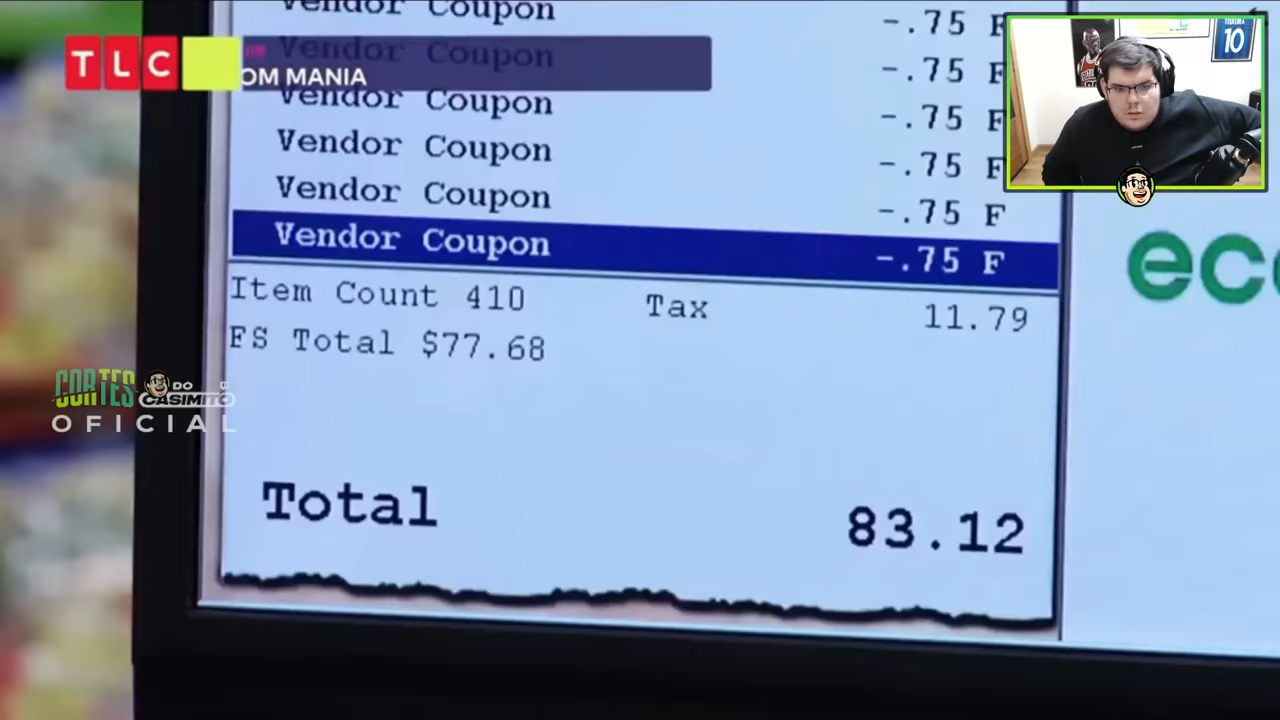 Vendor Coupon -.75 F
Vendor Coupon -.75 F
Vendor Coupon -.75 F
Vendor Coupon -.75 F
Vendor Coupon -.75 F
Vendor Coupon -.75 F
Item Count 410 Tax 11.79
FS Total $77.68
Total 83.12
TLC
OM MANIA
CORTES DO CASIMITO
OFICIAL
TEIXEIRA
10
eco